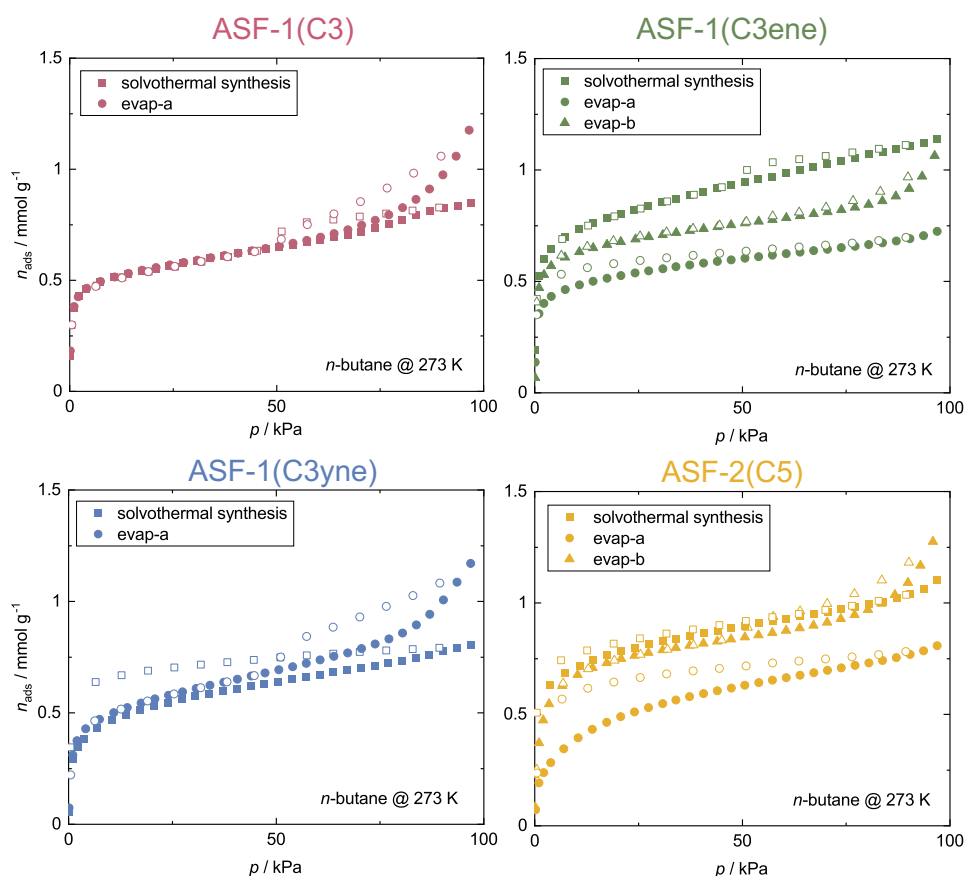 ASF-1(C3)
1.5
solvothermal synthesis
evap-a
1
n_ads / mmol g⁻¹
0.5
n-butane @ 273 K
0
0
50
100
p / kPa
ASF-1(C3ene)
1.5
solvothermal synthesis
evap-a
evap-b
1
0.5
n-butane @ 273 K
0
0
50
100
p / kPa
ASF-1(C3yne)
1.5
solvothermal synthesis
evap-a
1
n_ads / mmol g⁻¹
0.5
n-butane @ 273 K
0
0
50
100
p / kPa
ASF-2(C5)
1.5
solvothermal synthesis
evap-a
evap-b
1
0.5
n-butane @ 273 K
0
0
50
100
p / kPa